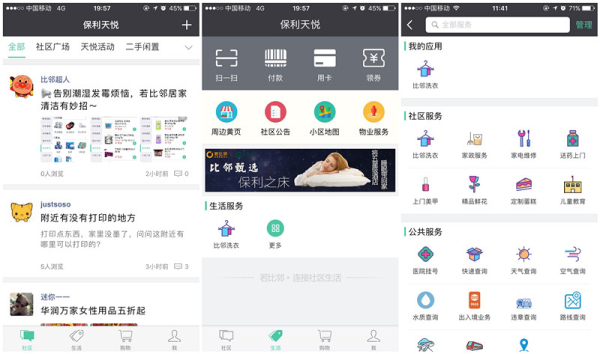 中国移动 4G 19:57 45%
保利天悦
全部 社区广场 天悦活动 二手闲置
比邻超人
告别潮湿发霉烦恼，若比邻居家
清洁有妙招～
0人浏览 2小时前 0
justsoso
附近有没有打印的地方
打印点东西，家里没墨了，问问这附近有
哪里可以打印的？
5人浏览 3小时前 3
迷你一一
华润万家女性用品五折起
社区 生活 购物 我
中国移动 4G 19:57 45%
保利天悦
扫一扫 付款 用卡 领券
周边黄页 社区公告 小区地图 物业服务
比邻甄选
保利之床
生活服务
比邻洗衣 更多
若比邻·连接社区生活
社区 生活 购物 我
中国移动 11:41 71%
全部服务 管理
我的应用
比邻洗衣
社区服务
比邻洗衣 家政服务 家电维修 送药上门
上门美甲 精品鲜花 定制蛋糕 儿童教育
公共服务
医院挂号 快递查询 天气查询 空气查询
水质查询 出入境业务 违章查询 路线查询